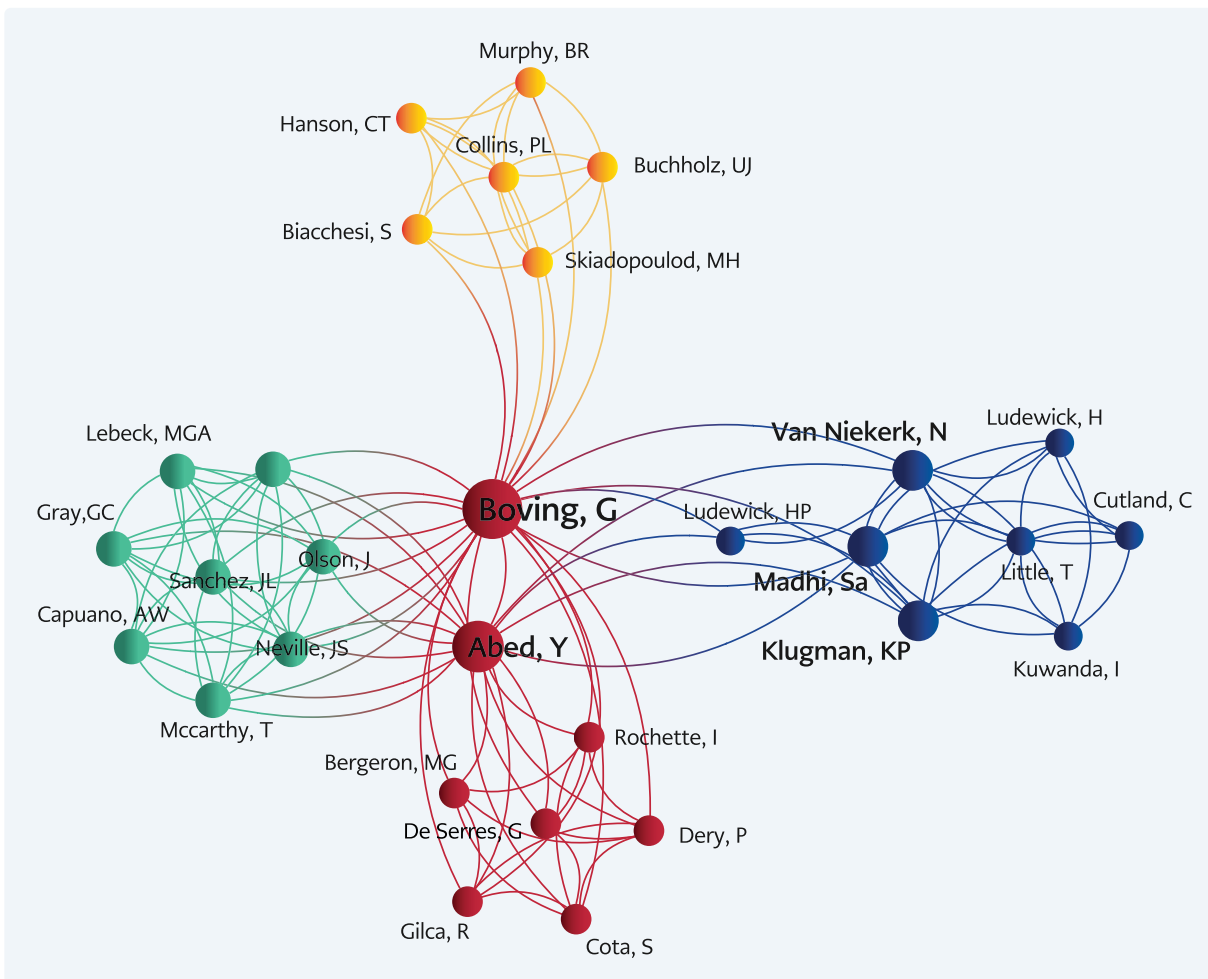 Murphy, BR
Hanson, CT
Collins, PL
Buchholz, UJ
Biacchesi, S
Skiadopoulod, MH
Lebeck, MGA
Gray,GC
Olson, J
Sanchez, JL
Capuano, AW
Neville, JS
Mccarthy, T
Boving, G
Abed, Y
Van Niekerk, N
Ludewick, H
Ludewick, HP
Cutland, C
Madhi, Sa
Little, T
Klugman, KP
Kuwanda, I
Rochette, I
Bergeron, MG
De Serres, G
Dery, P
Gilca, R
Cota, S